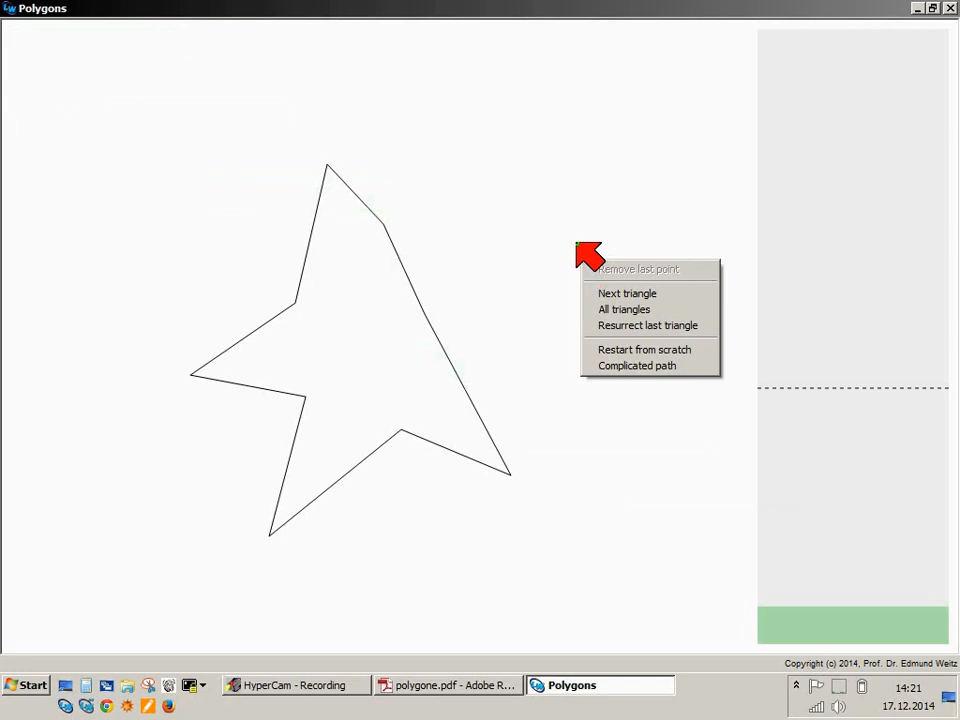 Polygons
Remove last point
Next triangle
All triangles
Resurrect last triangle
Restart from scratch
Complicated path
Copyright (c) 2014, Prof. Dr. Edmund Weitz
Start
HyperCam - Recording
polygone.pdf - Adobe R...
Polygons
14:21
17.12.2014